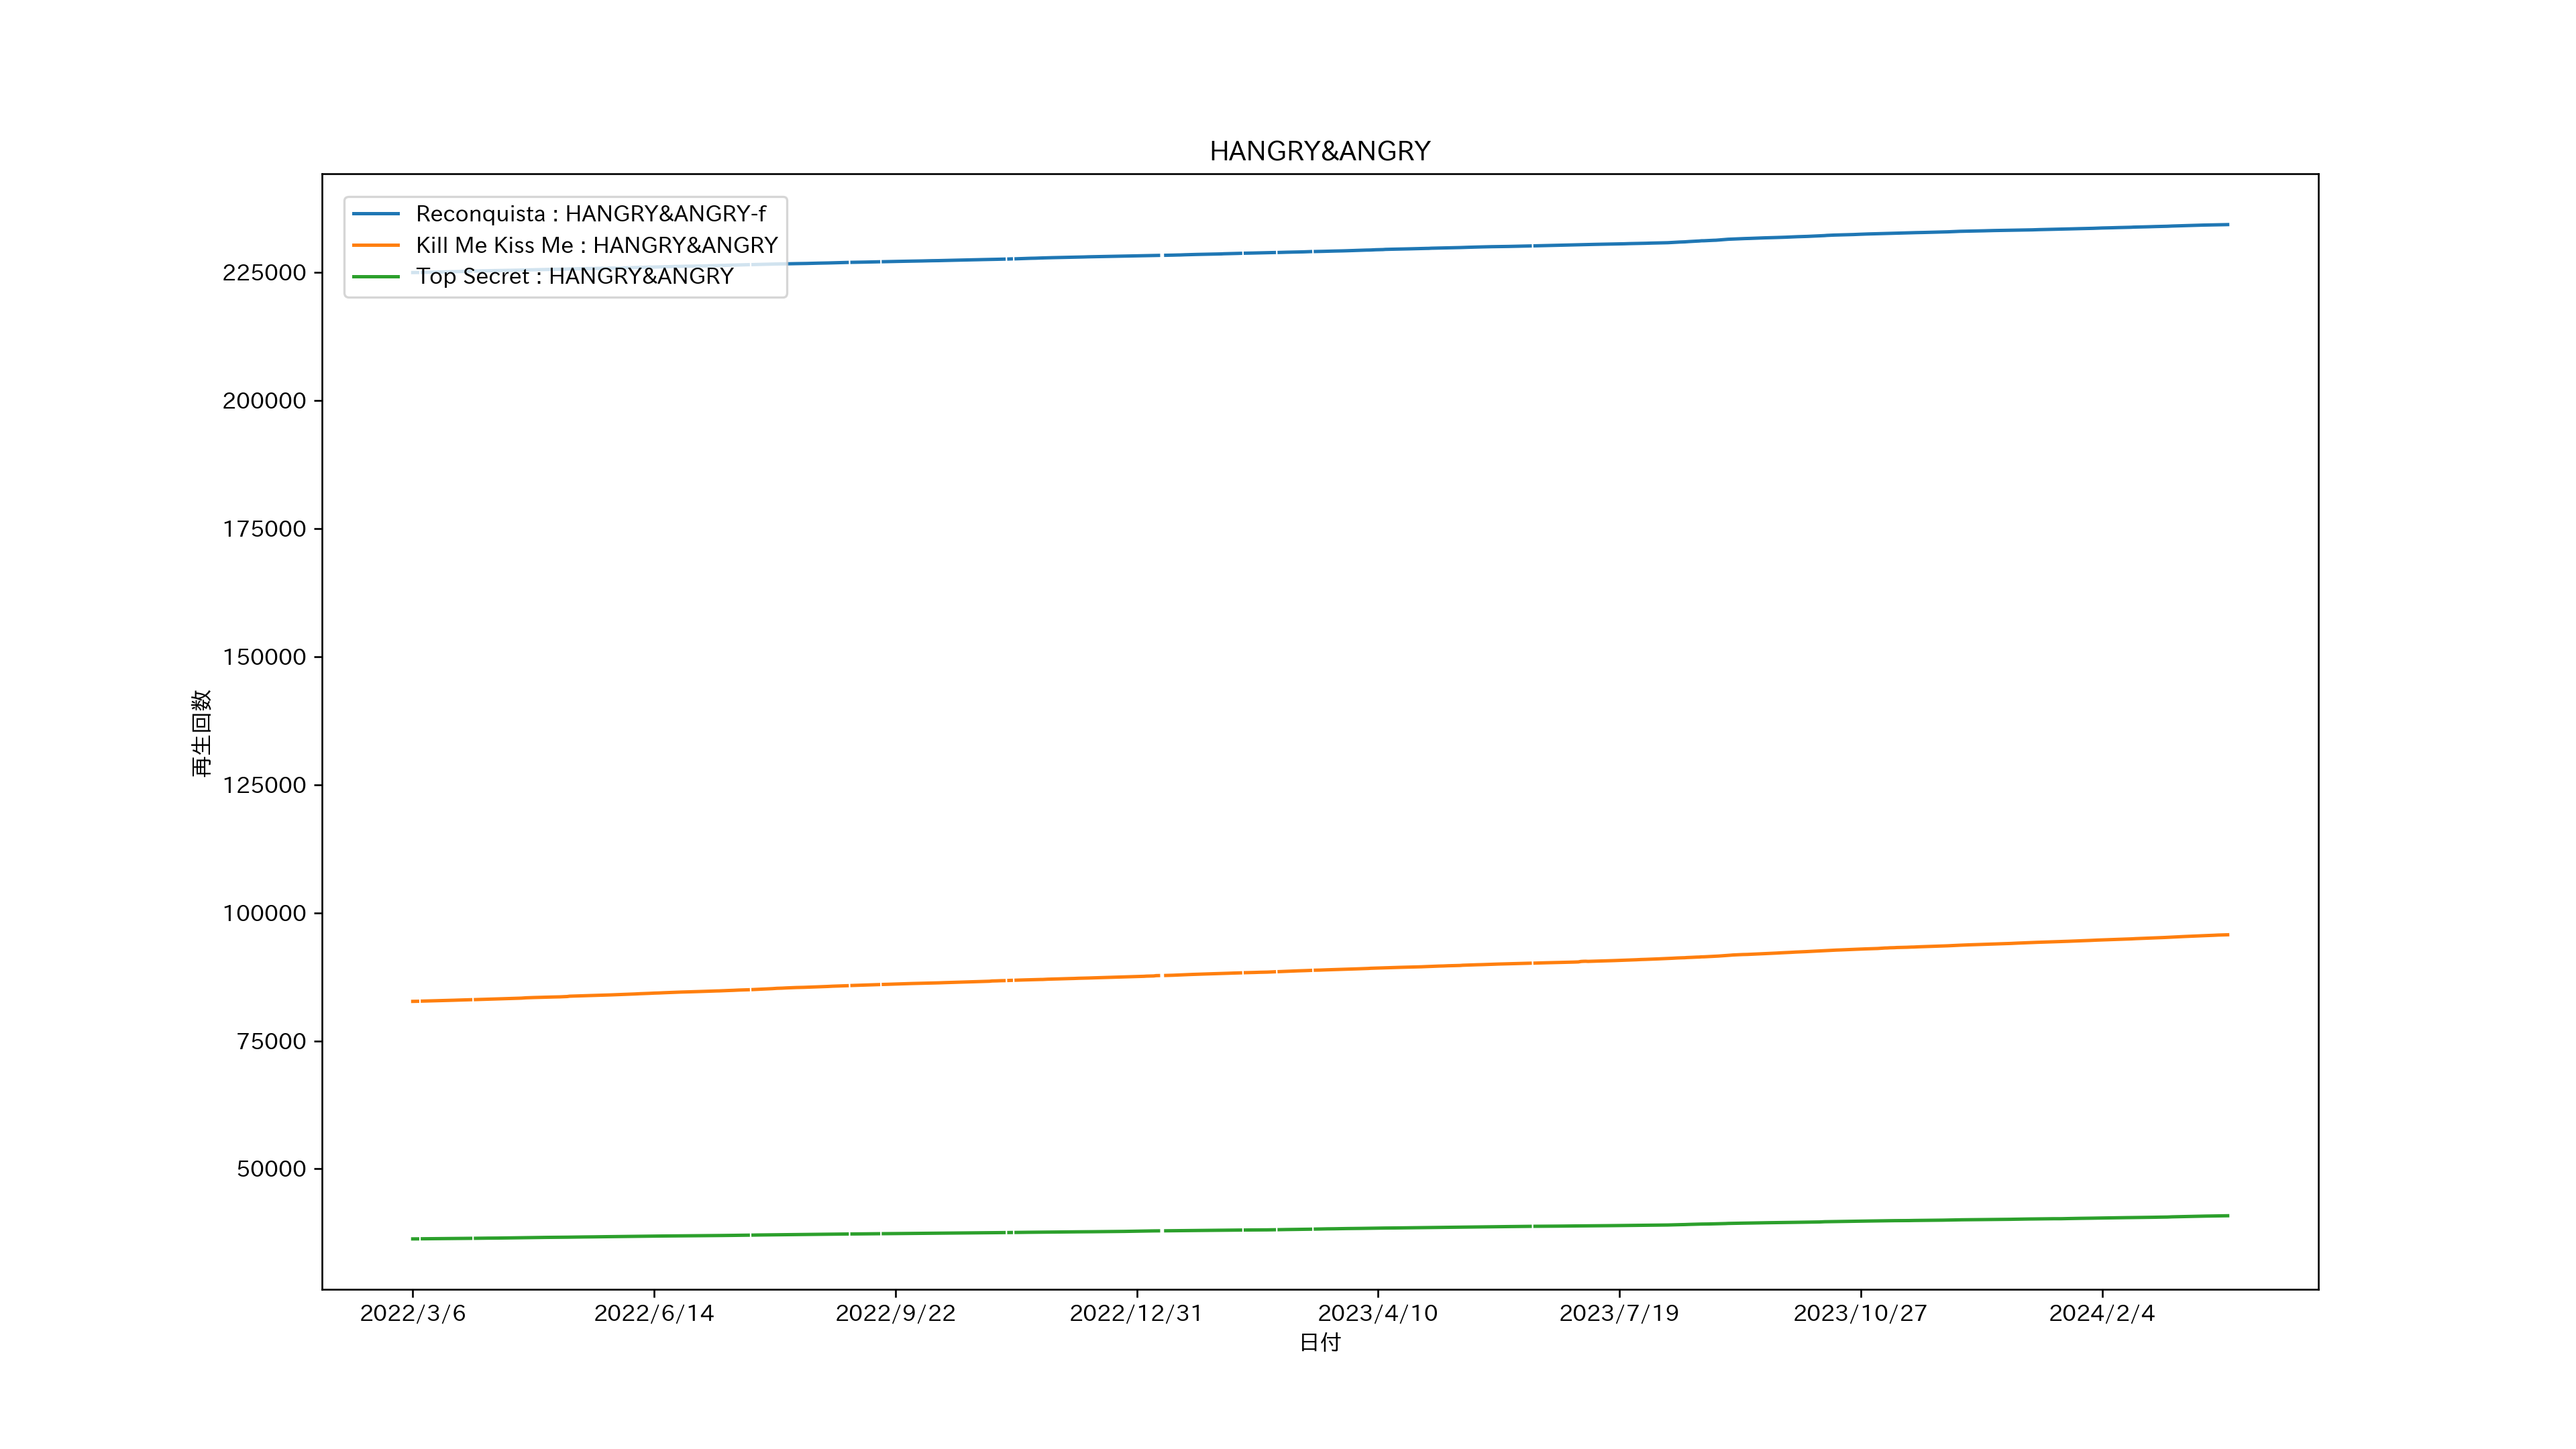 HANGRY&ANGRY
Reconquista : HANGRY&ANGRY-f
Kill Me Kiss Me : HANGRY&ANGRY
Top Secret : HANGRY&ANGRY
225000
200000
175000
150000
125000
100000
75000
50000
再生回数
2022/3/6
2022/6/14
2022/9/22
2022/12/31
2023/4/10
2023/7/19
2023/10/27
2024/2/4
日付